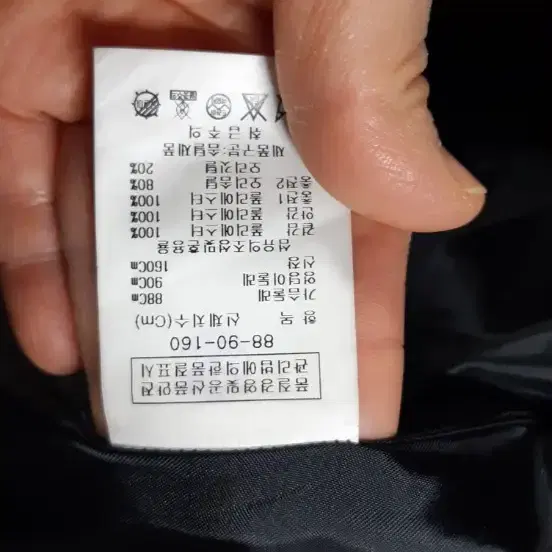 품질경영및공산품안전
관리법에의한품질표시
88-90-160
항 목 신체치수(Cm)
가슴둘레 88Cm
엉덩이둘레 90Cm
신장 160Cm
섬유의조성및혼용율
겉감 폴리에스터 100%
안감 폴리에스터 100%
충전1 폴리에스터 100%
충전2 오리솜털 80%
오리깃털 20%
제품구분:솜털제품
취 급 주 의